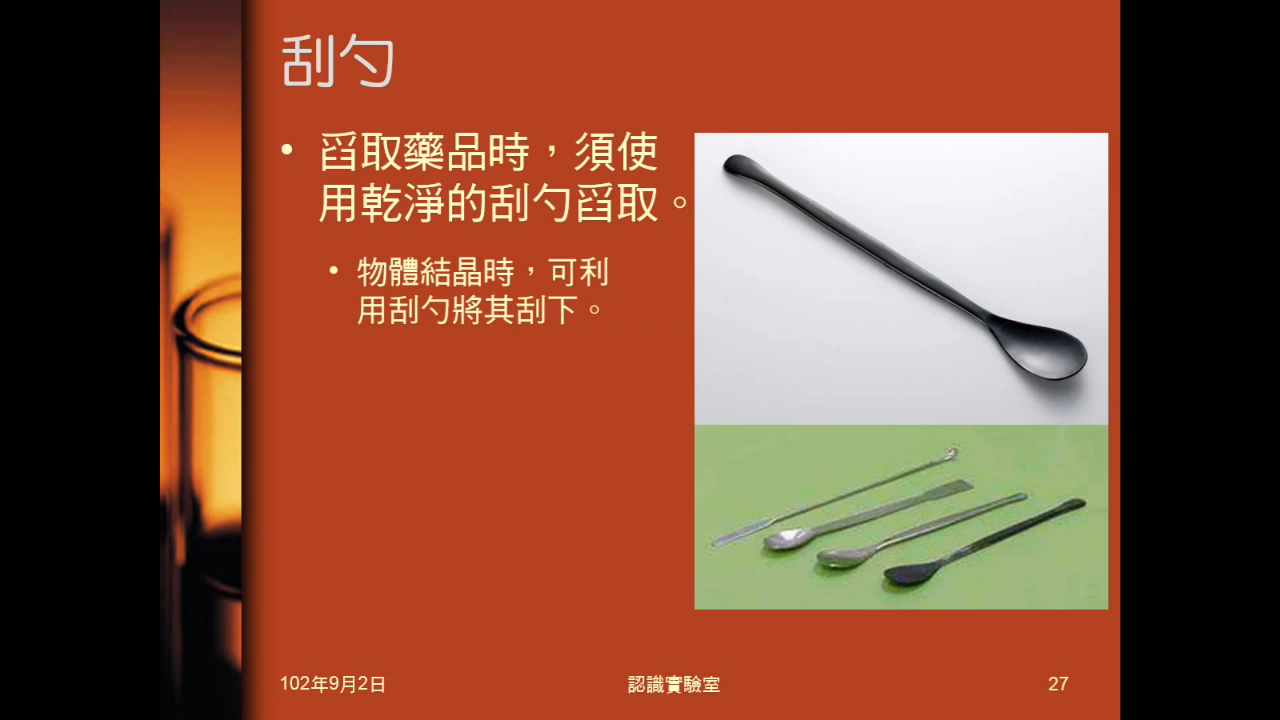 刮勺
• 舀取藥品時，須使
用乾淨的刮勺舀取。
• 物體結晶時，可利
用刮勺將其刮下。
102年9月2日
認識實驗室
27